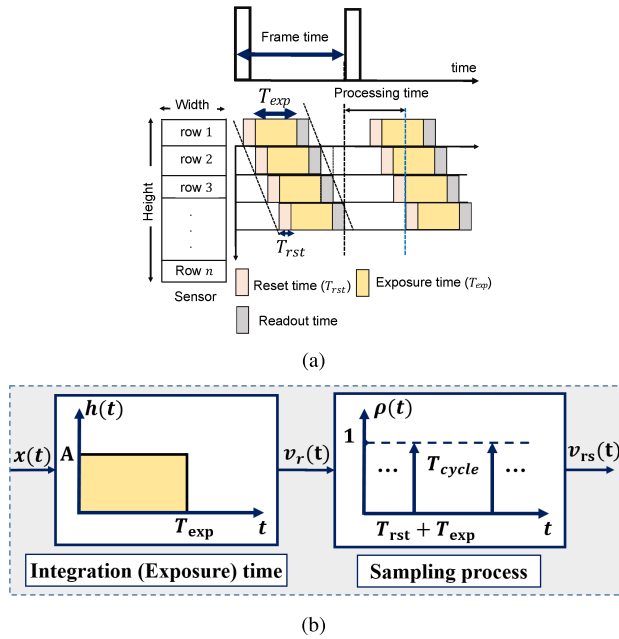 Frame time
time
Width
T_exp
Processing time
Height
row 1
row 2
row 3
.
.
.
Row n
Sensor
T_rst
Reset time (T_rst)
Exposure time (T_exp)
Readout time
(a)
h(t)
ρ(t)
x(t)
A
v_r(t)
1
... T_cycle ...
v_rs(t)
T_exp t
T_rst + T_exp t
Integration (Exposure) time
Sampling process
(b)